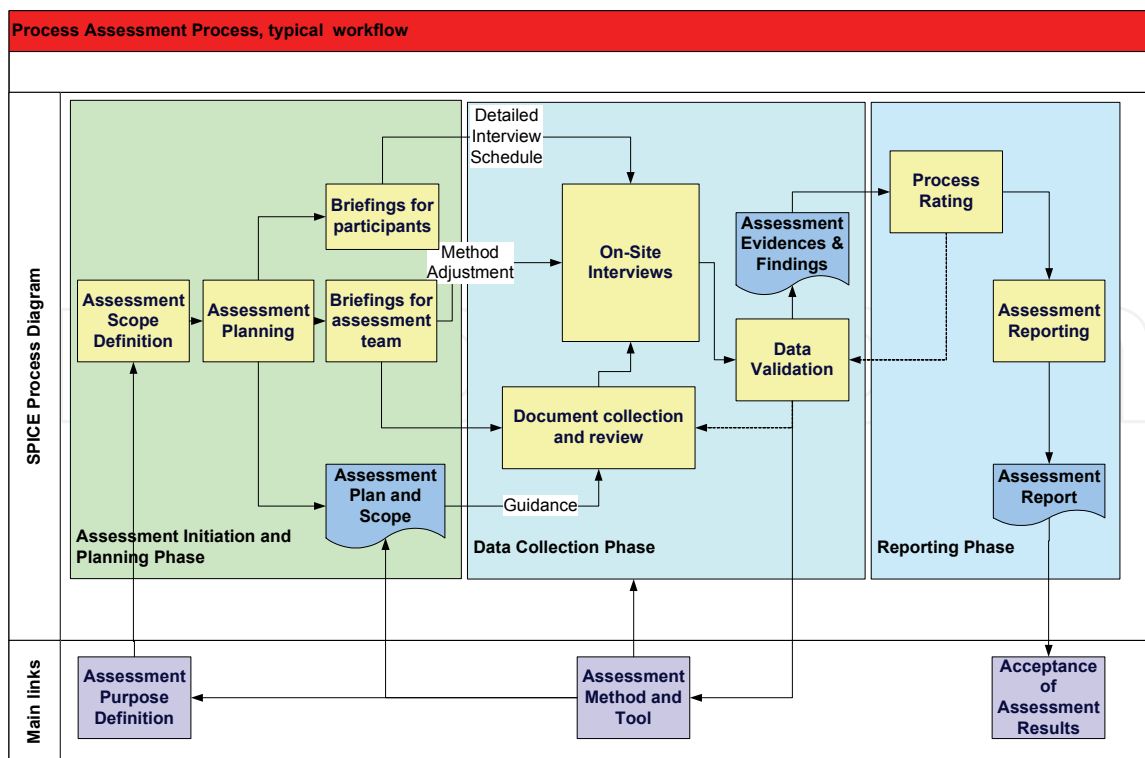 Process Assessment Process, typical workflow
SPICE Process Diagram
Detailed
Interview
Schedule
Briefings for
participants
Method
Adjustment
Assessment
Scope
Definition
Assessment
Planning
Briefings for
assessment
team
Assessment
Plan and
Scope
Guidance
Assessment Initiation and
Planning Phase
On-Site
Interviews
Document collection
and review
Assessment
Evidences &
Findings
Data
Validation
Data Collection Phase
Process
Rating
Assessment
Reporting
Assessment
Report
Reporting Phase
Main links
Assessment
Purpose
Definition
Assessment
Method and
Tool
Acceptance
of
Assessment
Results